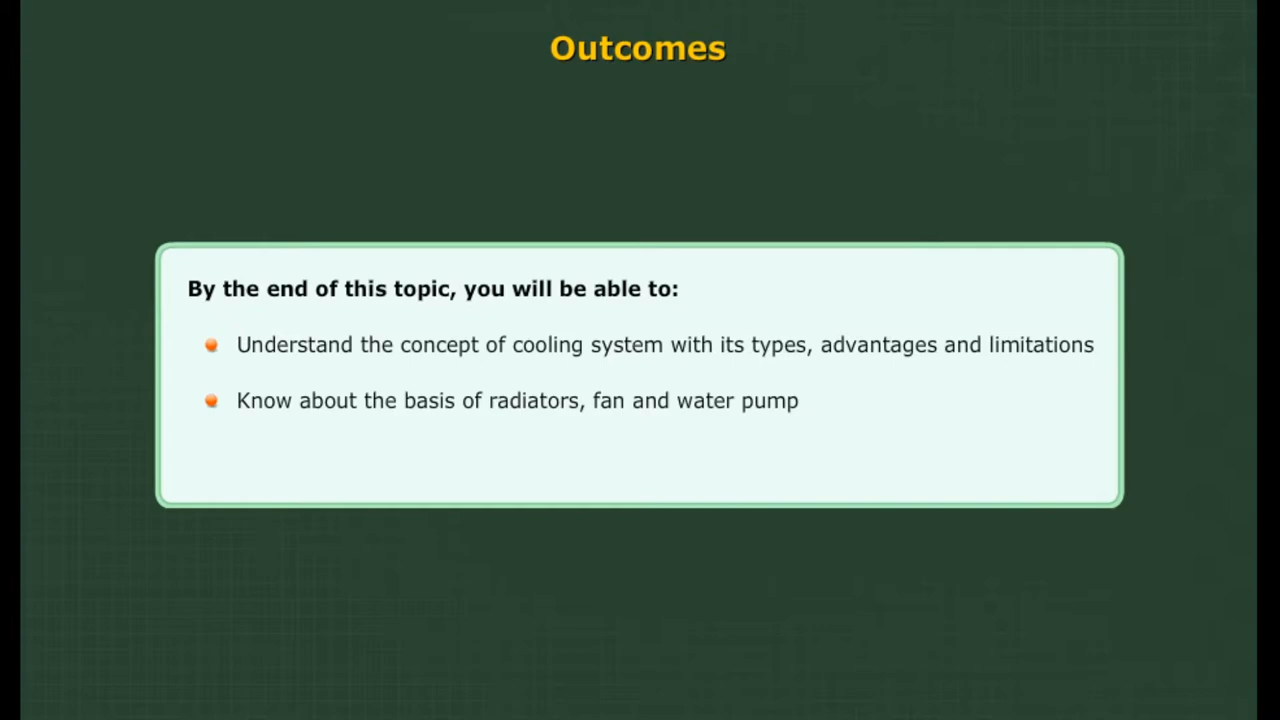 Outcomes
By the end of this topic, you will be able to:
Understand the concept of cooling system with its types, advantages and limitations
Know about the basis of radiators, fan and water pump